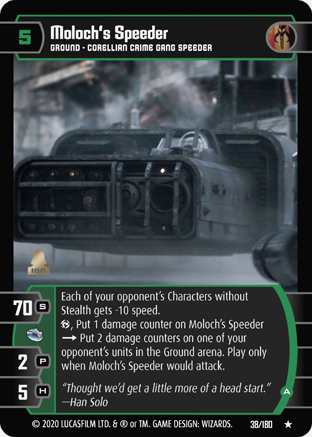 5
Moloch's Speeder
GROUND - CORELLIAN CRIME GANG SPEEDER
100
70 S
2 P
5 H
Each of your opponent's Characters without
Stealth gets -10 speed.
, Put 1 damage counter on Moloch's Speeder
→ Put 2 damage counters on one of your
opponent's units in the Ground arena. Play only
when Moloch's Speeder would attack.
"Thought we'd get a little more of a head start."
—Han Solo
A
© 2020 LUCASFILM LTD. & ® or TM. GAME DESIGN: WIZARDS.
38/180 ★